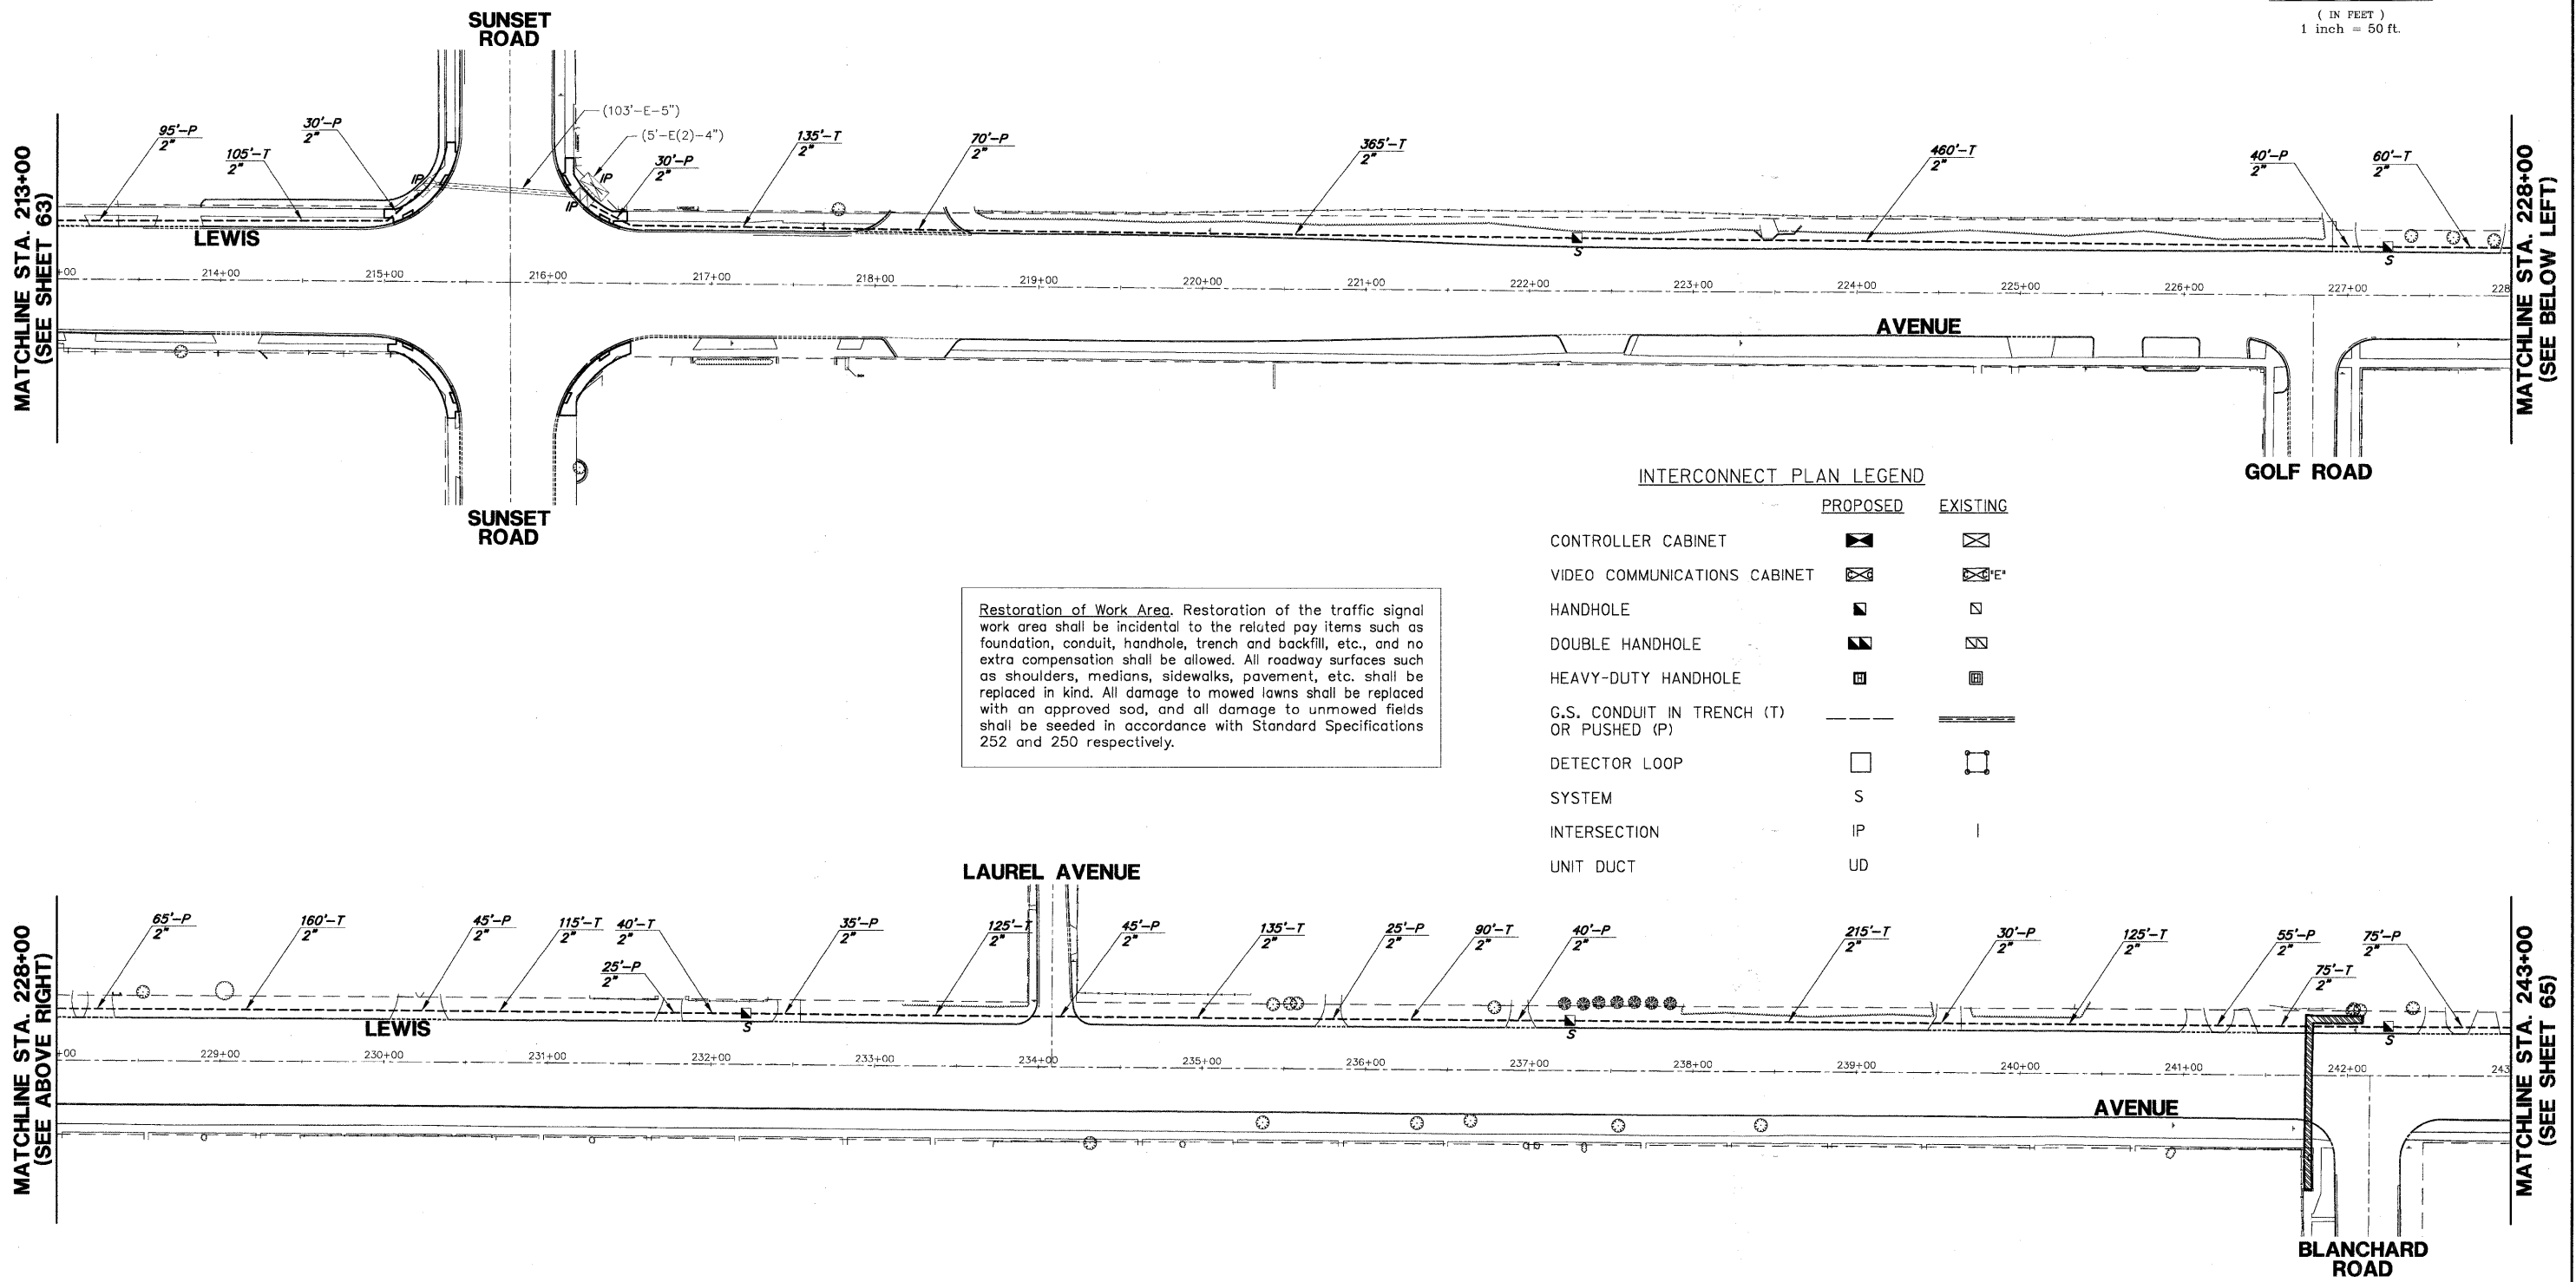 ( IN FEET )
1 inch = 50 ft.
SUNSET
ROAD
(103'-E-5")
(5'-E(2)-4")
95'-P
2"
105'-T
2"
30'-P
2"
30'-P
2"
135'-T
2"
70'-P
2"
365'-T
2"
460'-T
2"
40'-P
2"
60'-T
2"
IP
IP
IP
S
S
MATCHLINE STA. 213+00
(SEE SHEET 63)
LEWIS
+00
214+00
215+00
216+00
217+00
218+00
219+00
220+00
221+00
222+00
223+00
224+00
225+00
226+00
227+00
228
AVENUE
MATCHLINE STA. 228+00
(SEE BELOW LEFT)
GOLF ROAD
SUNSET
ROAD
INTERCONNECT PLAN LEGEND
PROPOSED EXISTING
CONTROLLER CABINET
VIDEO COMMUNICATIONS CABINET "E"
HANDHOLE
DOUBLE HANDHOLE
HEAVY-DUTY HANDHOLE H H
G.S. CONDUIT IN TRENCH (T)
OR PUSHED (P)
DETECTOR LOOP
SYSTEM S
INTERSECTION IP I
UNIT DUCT UD
Restoration of Work Area. Restoration of the traffic signal
work area shall be incidental to the related pay items such as
foundation, conduit, handhole, trench and backfill, etc., and no
extra compensation shall be allowed. All roadway surfaces such
as shoulders, medians, sidewalks, pavement, etc. shall be
replaced in kind. All damage to mowed lawns shall be replaced
with an approved sod, and all damage to unmowed fields
shall be seeded in accordance with Standard Specifications
252 and 250 respectively.
LAUREL AVENUE
65'-P
2"
160'-T
2"
45'-P
2"
115'-T
2"
40'-T
2"
25'-P
2"
35'-P
2"
125'-T
2"
45'-P
2"
135'-T
2"
25'-P
2"
90'-T
2"
40'-P
2"
215'-T
2"
30'-P
2"
125'-T
2"
55'-P
2"
75'-T
2"
75'-P
2"
S
S
S
MATCHLINE STA. 228+00
(SEE ABOVE RIGHT)
LEWIS
+00
229+00
230+00
231+00
232+00
233+00
234+00
235+00
236+00
237+00
238+00
239+00
240+00
241+00
242+00
243
AVENUE
MATCHLINE STA. 243+00
(SEE SHEET 65)
BLANCHARD
ROAD